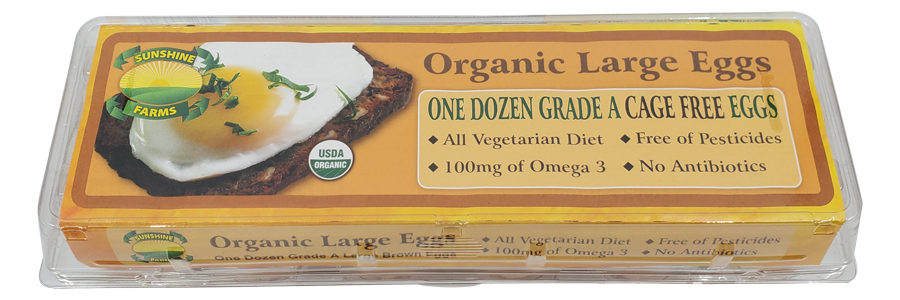 SUNSHINE
FARMS
Organic Large Eggs
ONE DOZEN GRADE A CAGE FREE EGGS
◆ All Vegetarian Diet ◆ Free of Pesticides
◆ 100mg of Omega 3 ◆ No Antibiotics
USDA
ORGANIC
SUNSHINE
FARMS
Organic Large Eggs
One Dozen Grade A Large Brown Eggs
◆ All Vegetarian Diet ◆ Free of Pesticides
◆ 100mg of Omega 3 ◆ No Antibiotics